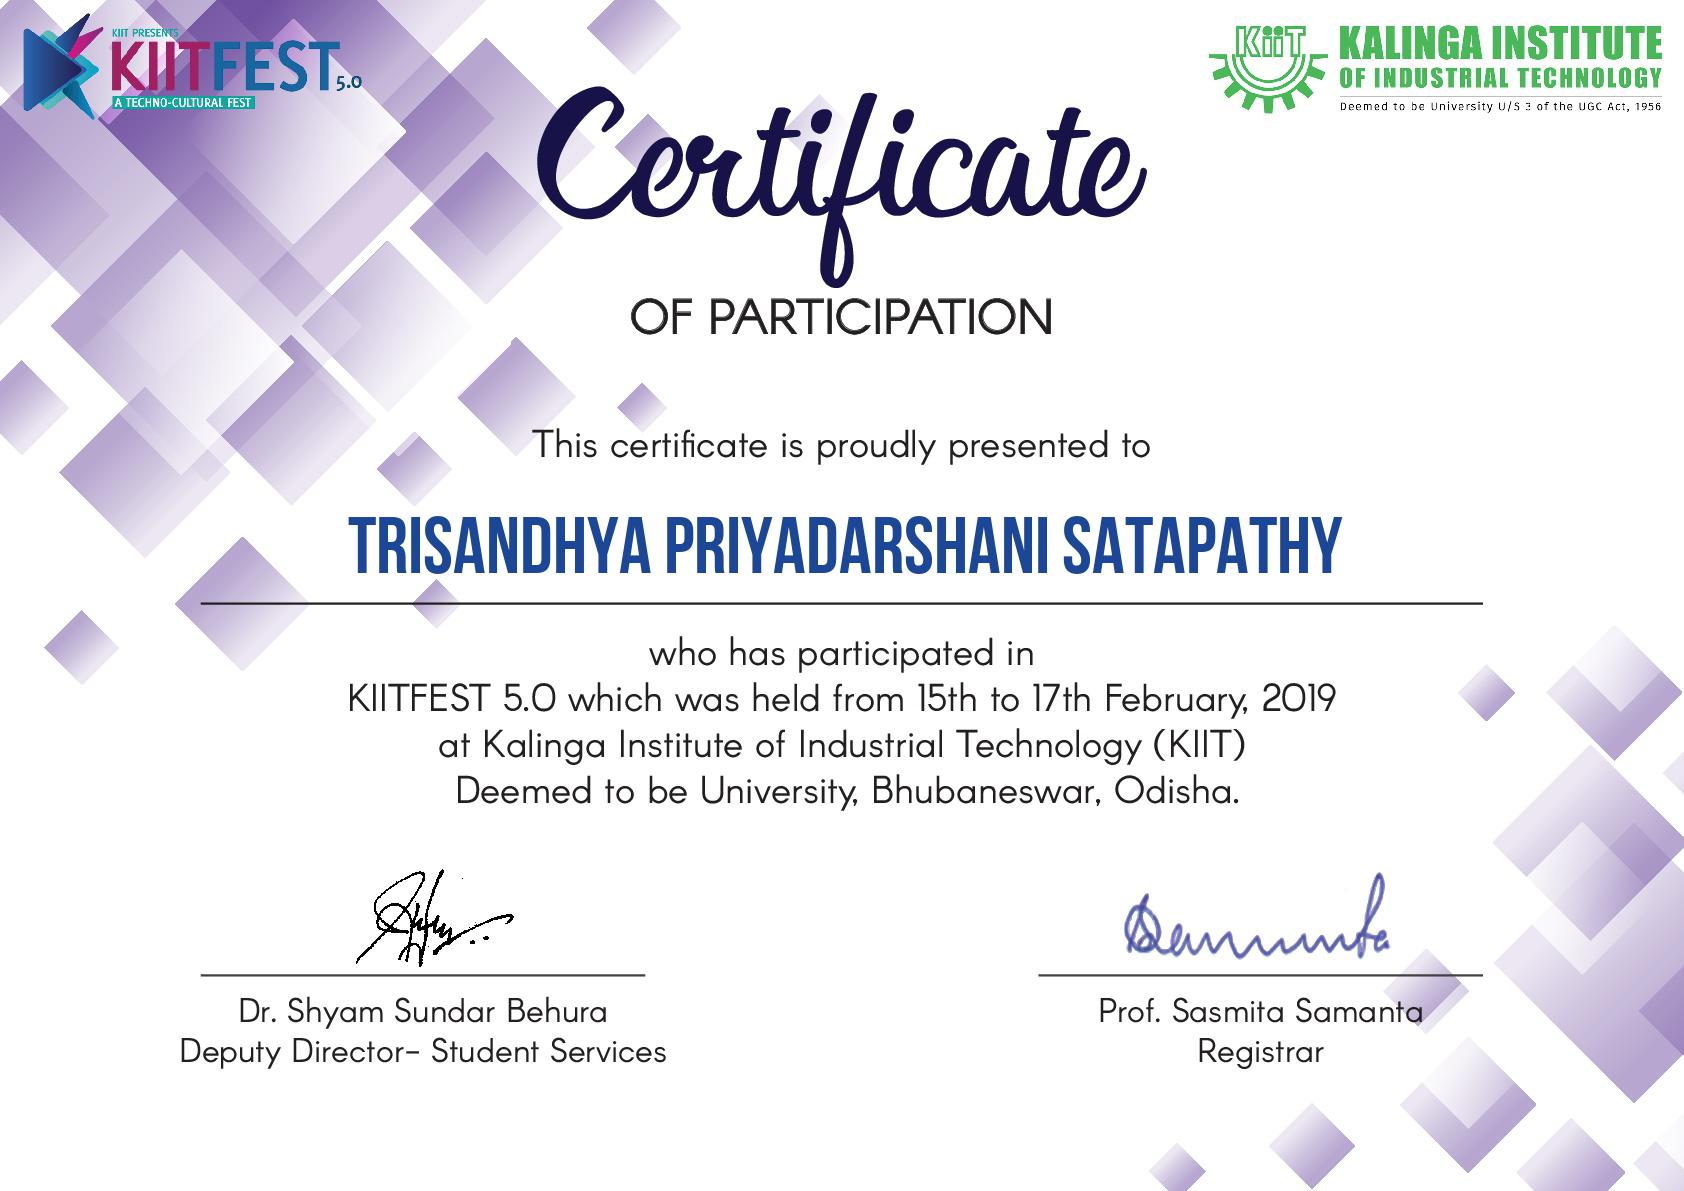 KIIT PRESENTS
KIITFEST 5.0
A TECHNO-CULTURAL FEST
KiiT
KALINGA INSTITUTE
OF INDUSTRIAL TECHNOLOGY
Deemed to be University U/S 3 of the UGC Act, 1956
Certificate
OF PARTICIPATION
This certificate is proudly presented to
TRISANDHYA PRIYADARSHANI SATAPATHY
who has participated in
KIITFEST 5.0 which was held from 15th to 17th February, 2019
at Kalinga Institute of Industrial Technology (KIIT)
Deemed to be University, Bhubaneswar, Odisha.
Dr. Shyam Sundar Behura
Deputy Director- Student Services
Prof. Sasmita Samanta
Registrar